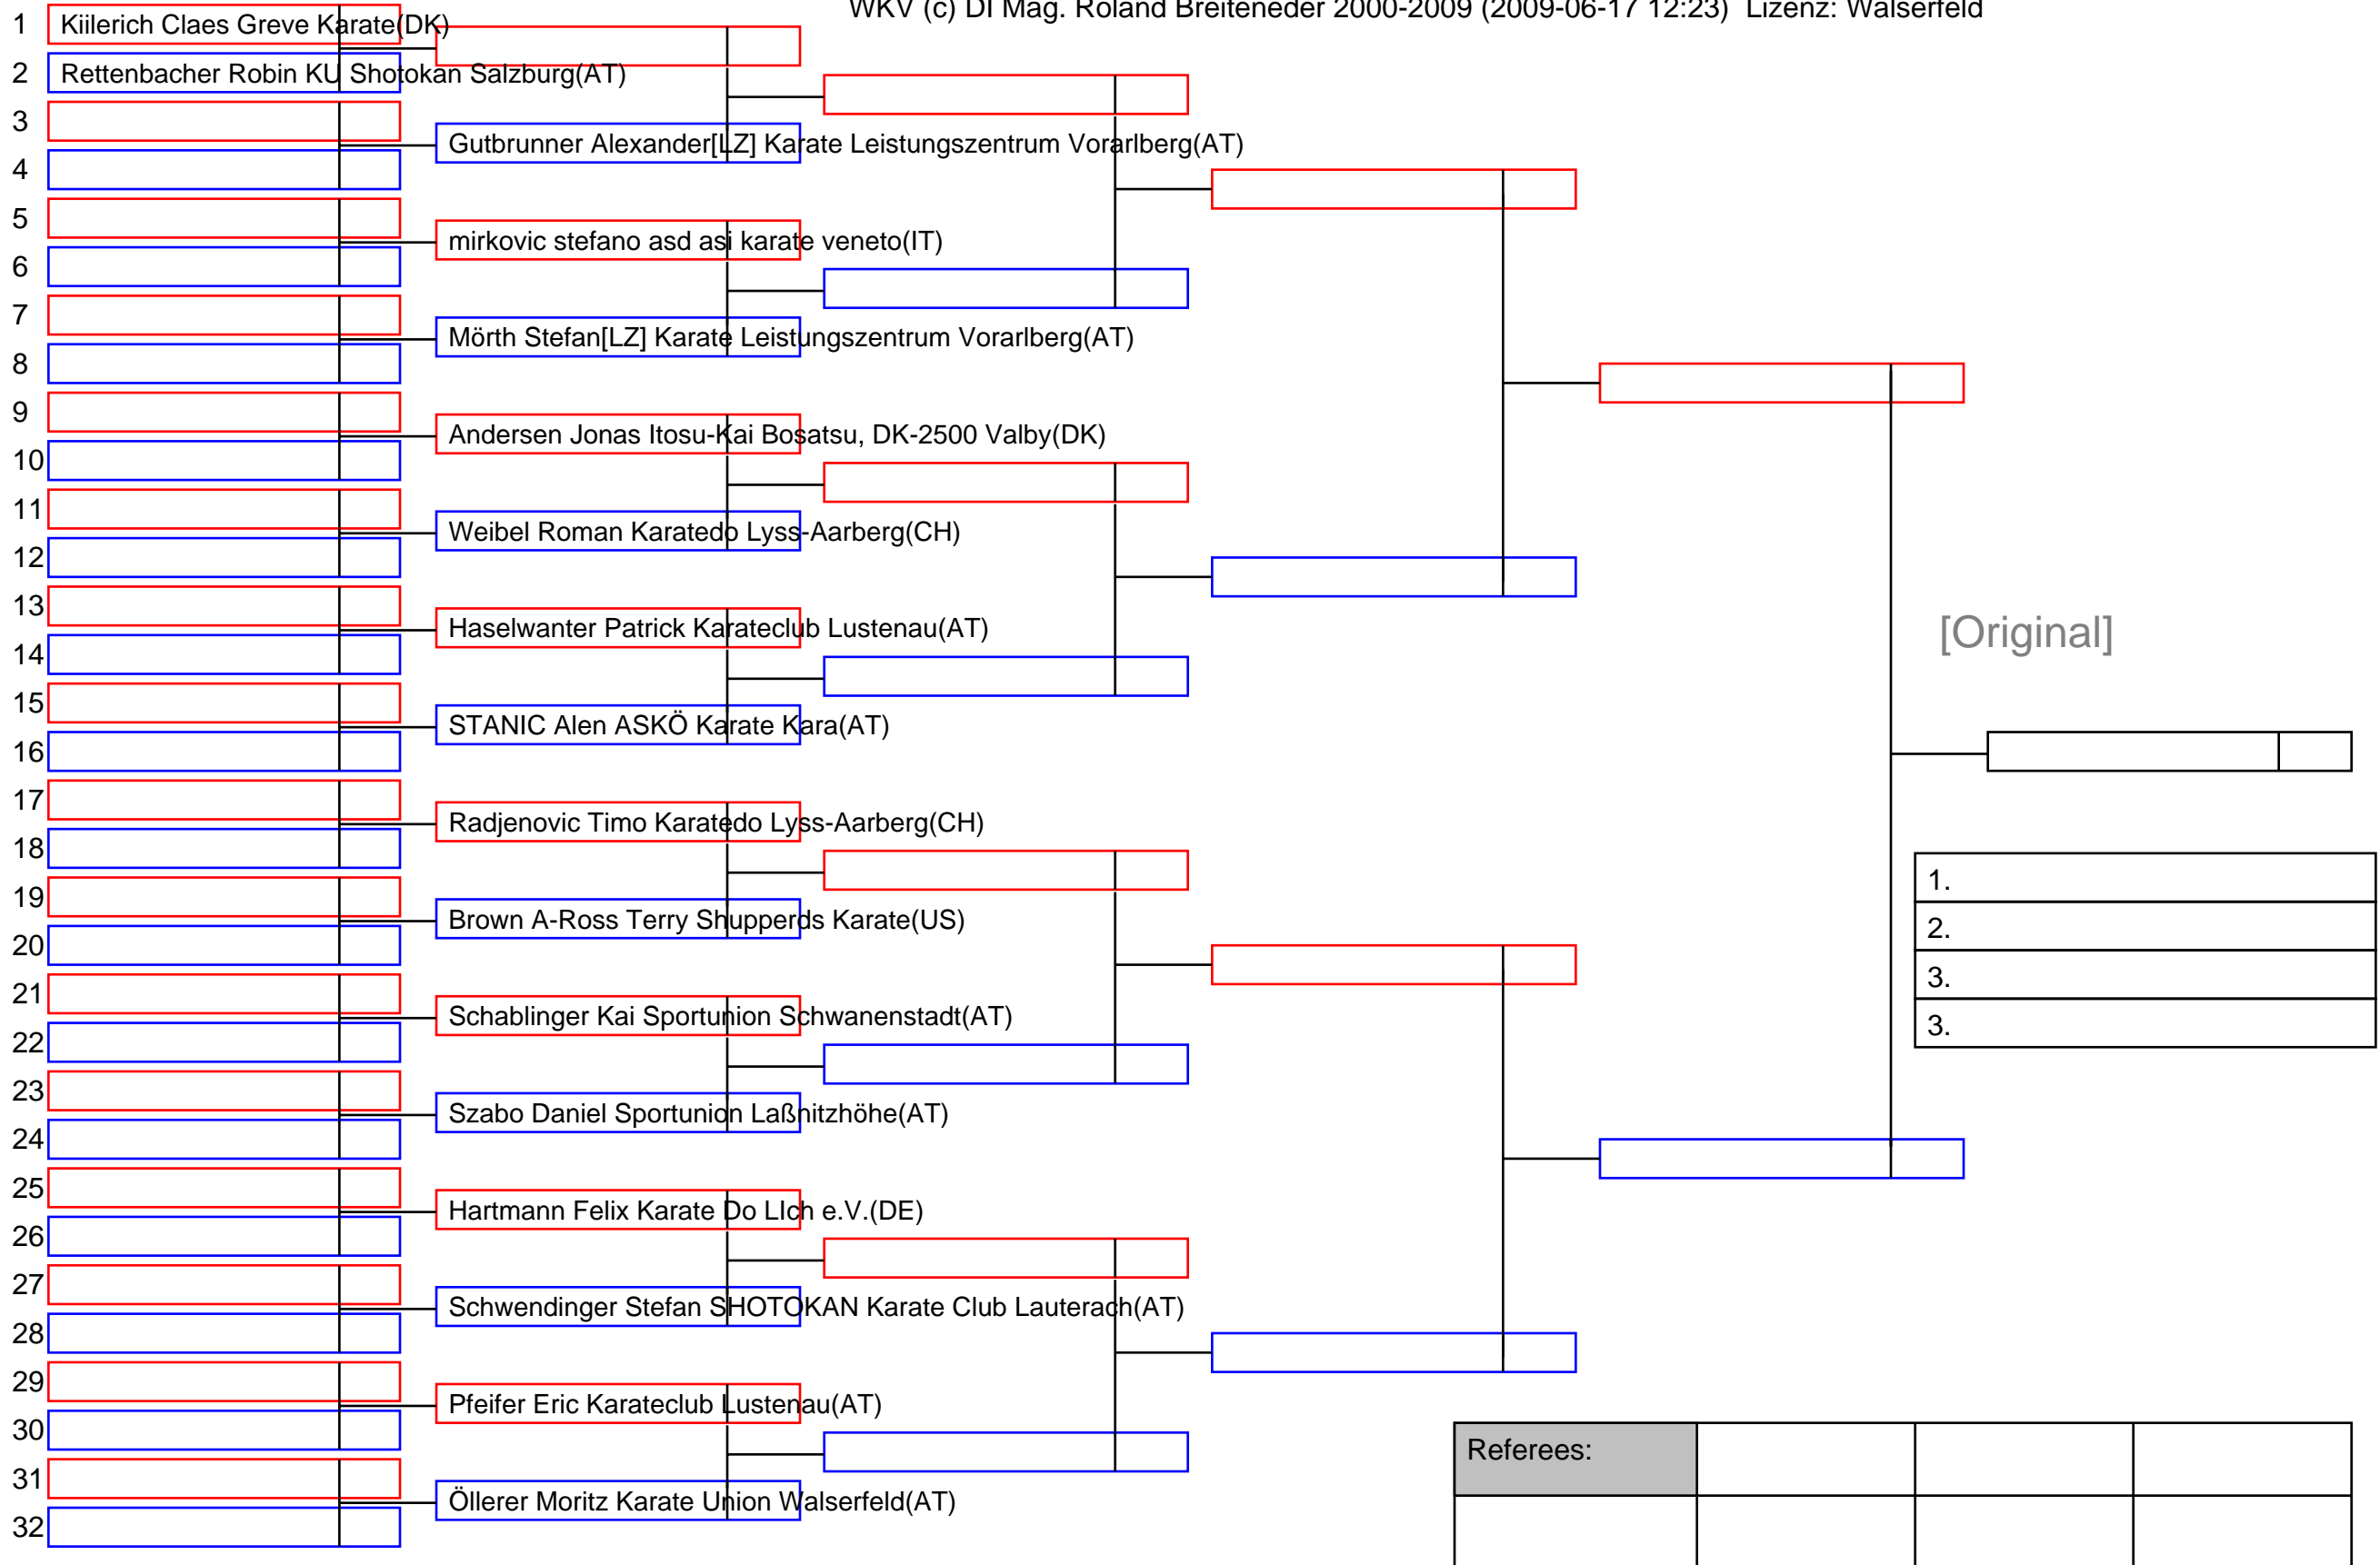 WKV (c) DI Mag. Roland Breiteneder 2000-2009 (2009-06-17 12:23) Lizenz: Walserfeld
1 Kiilerich Claes Greve Karate(DK)
2 Rettenbacher Robin KU Shotokan Salzburg(AT)
3
Gutbrunner Alexander[LZ] Karate Leistungszentrum Vorarlberg(AT)
4
5
mirkovic stefano asd asi karate veneto(IT)
6
7
Mörth Stefan[LZ] Karate Leistungszentrum Vorarlberg(AT)
8
9
Andersen Jonas Itosu-Kai Bosatsu, DK-2500 Valby(DK)
10
11
Weibel Roman Karatedo Lyss-Aarberg(CH)
12
13
Haselwanter Patrick Karateclub Lustenau(AT)
[Original]
14
15
STANIC Alen ASKÖ Karate Kara(AT)
16
17
Radjenovic Timo Karatedo Lyss-Aarberg(CH)
18
19
Brown A-Ross Terry Shupperds Karate(US)
20
21
Schablinger Kai Sportunion Schwanenstadt(AT)
22
23
Szabo Daniel Sportunion Laßnitzhöhe(AT)
24
25
Hartmann Felix Karate Do LIch e.V.(DE)
26
27
Schwendinger Stefan SHOTOKAN Karate Club Lauterach(AT)
28
29
Pfeifer Eric Karateclub Lustenau(AT)
30
31
Öllerer Moritz Karate Union Walserfeld(AT)
32
1.
2.
3.
3.
Referees: